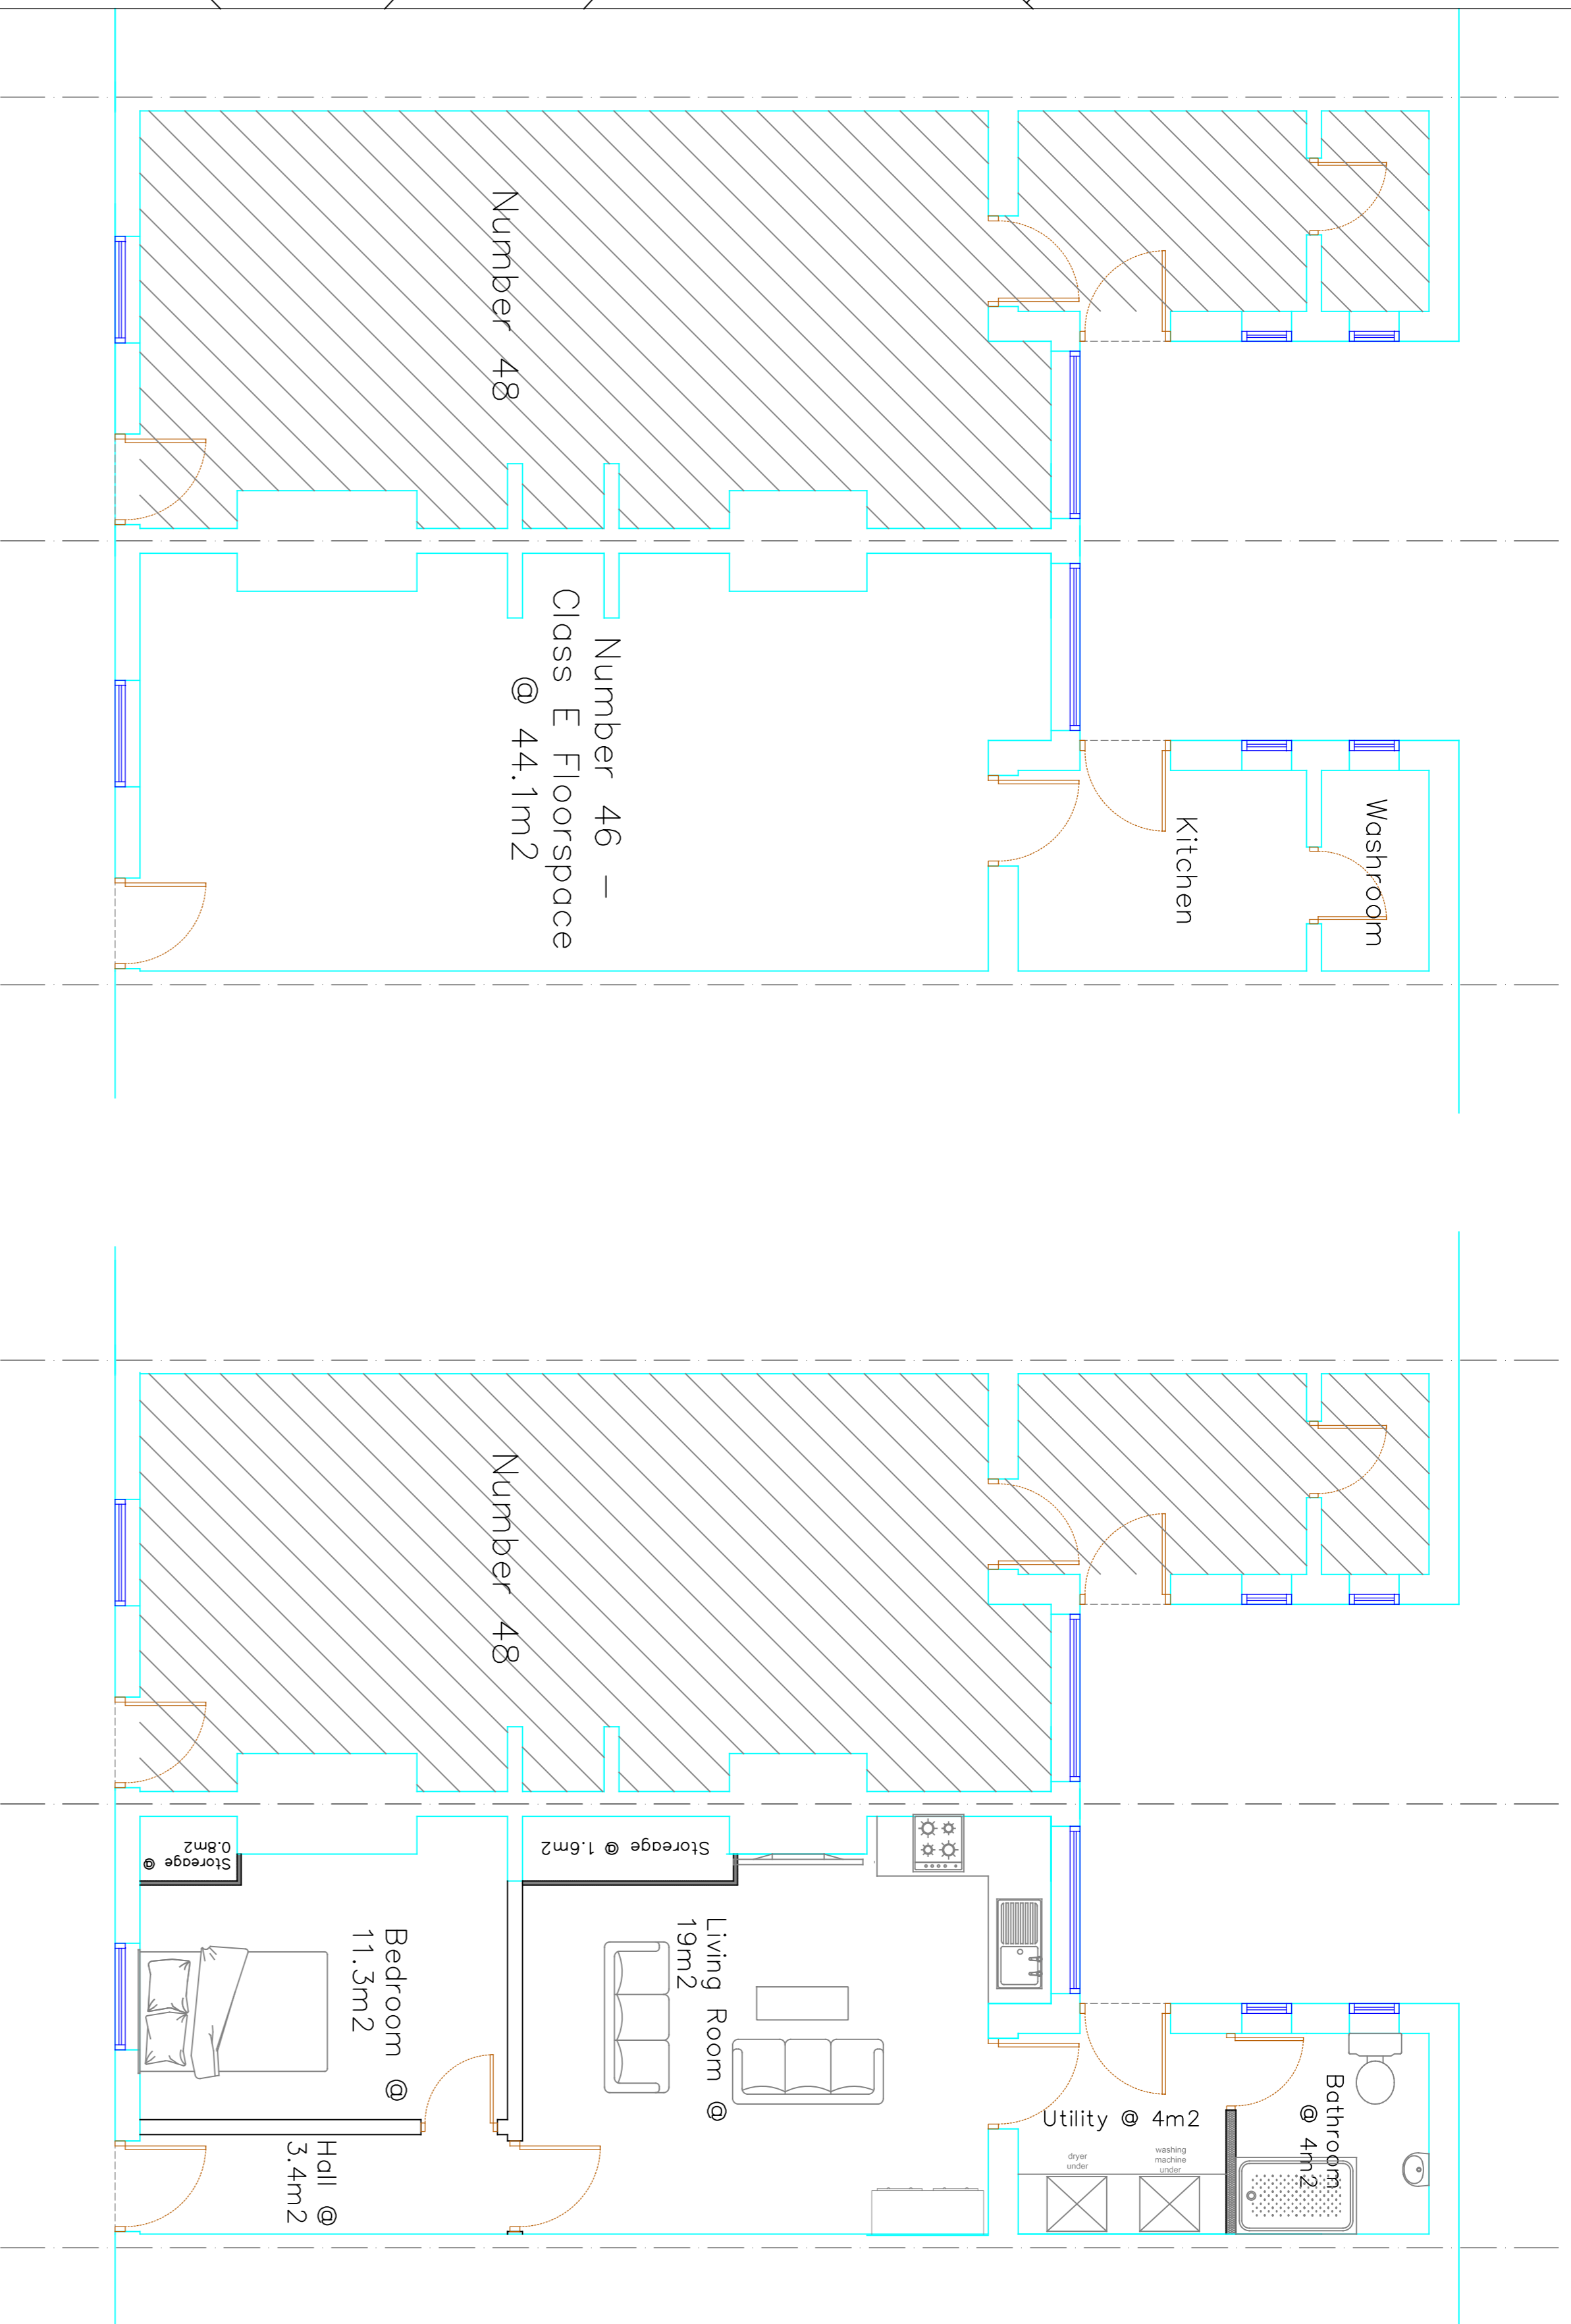 Number 48
Number 46 –
Class E Floorspace
@ 44.1m2
Kitchen
Washroom
Number 48
Storeage @
0.8m2
Storeage @ 1.6m2
Bedroom @
11.3m2
Living Room @
19m2
Hall @
3.4m2
Utility @ 4m2
dryer
under
washing
machine
under
Bathroom
@ 4m2